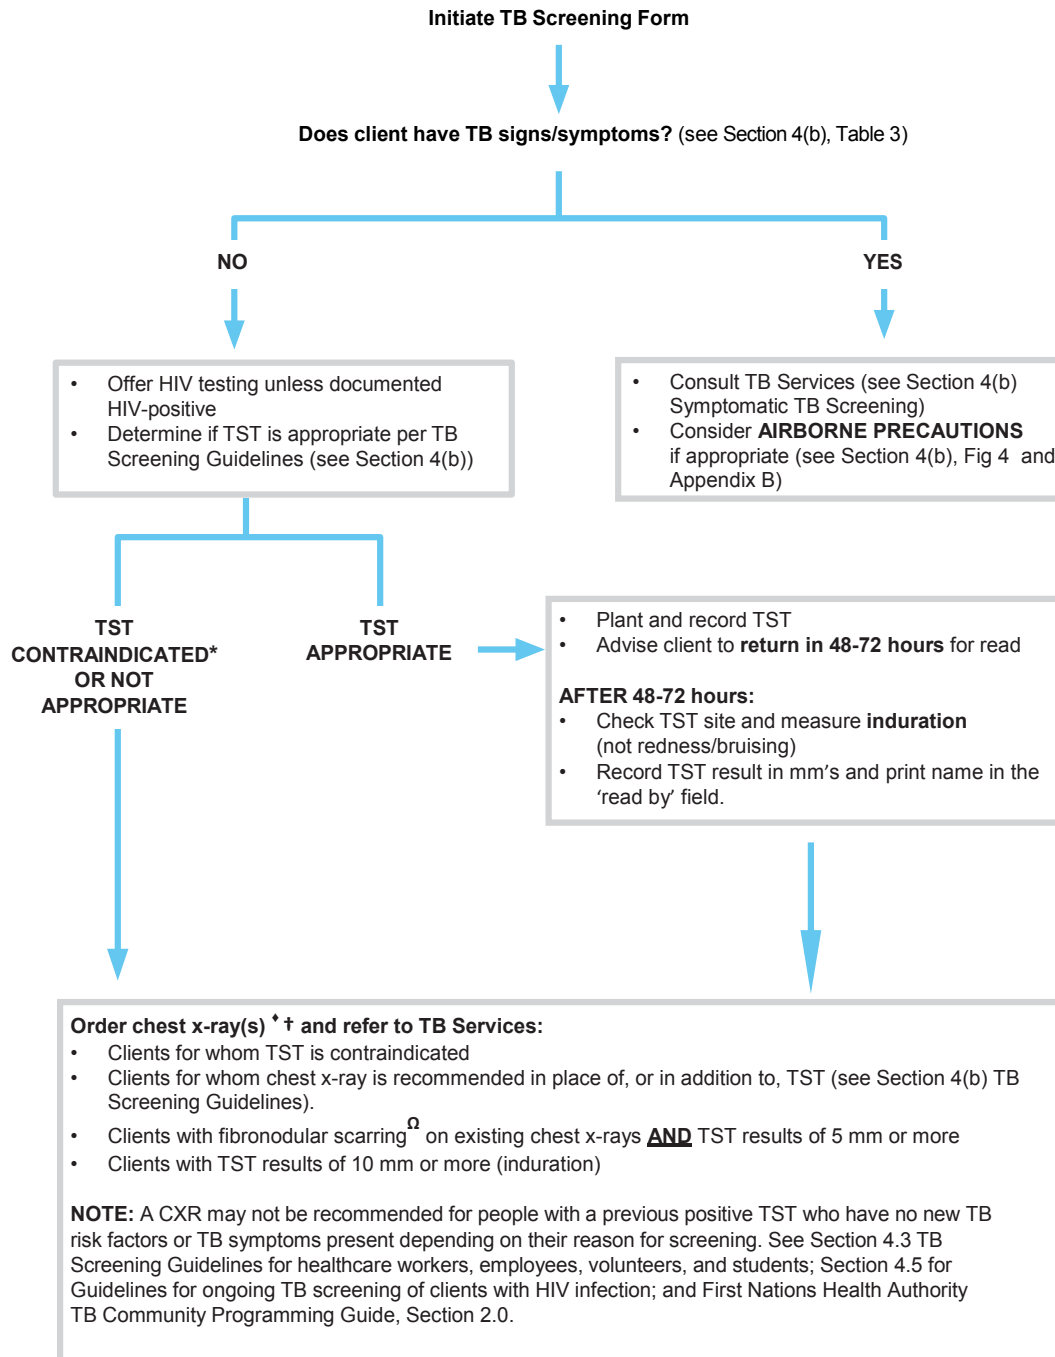 Initiate TB Screening Form
Does client have TB signs/symptoms? (see Section 4(b), Table 3)
NO
YES
• Offer HIV testing unless documented
HIV-positive
• Determine if TST is appropriate per TB
Screening Guidelines (see Section 4(b))
• Consult TB Services (see Section 4(b)
Symptomatic TB Screening)
• Consider AIRBORNE PRECAUTIONS
if appropriate (see Section 4(b), Fig 4 and
Appendix B)
TST
CONTRAINDICATED*
OR NOT
APPROPRIATE
TST
APPROPRIATE
• Plant and record TST
• Advise client to return in 48-72 hours for read
AFTER 48-72 hours:
• Check TST site and measure induration
(not redness/bruising)
• Record TST result in mm's and print name in the
‘read by’ field.
Order chest x-ray(s) ♦ † and refer to TB Services:
• Clients for whom TST is contraindicated
• Clients for whom chest x-ray is recommended in place of, or in addition to, TST (see Section 4(b) TB
Screening Guidelines).
• Clients with fibronodular scarringΩ on existing chest x-rays AND TST results of 5 mm or more
• Clients with TST results of 10 mm or more (induration)
NOTE: A CXR may not be recommended for people with a previous positive TST who have no new TB
risk factors or TB symptoms present depending on their reason for screening. See Section 4.3 TB
Screening Guidelines for healthcare workers, employees, volunteers, and students; Section 4.5 for
Guidelines for ongoing TB screening of clients with HIV infection; and First Nations Health Authority
TB Community Programming Guide, Section 2.0.